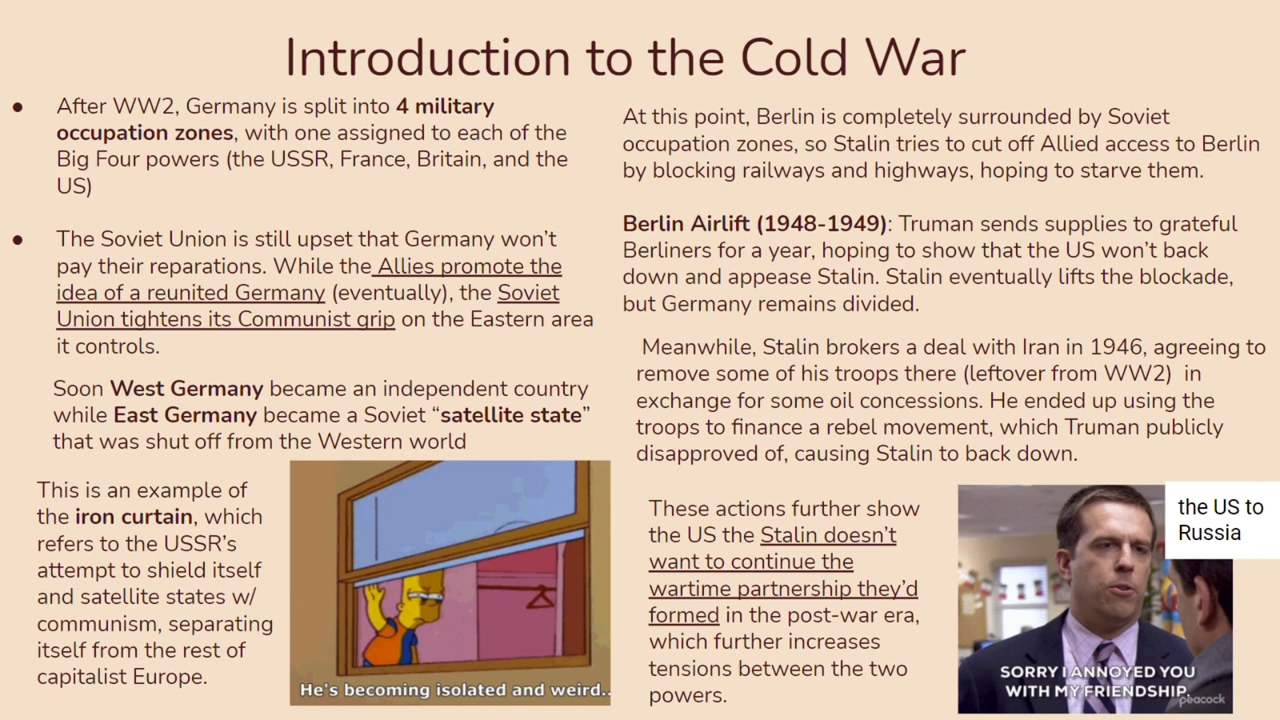 Introduction to the Cold War
● After WW2, Germany is split into 4 military
occupation zones, with one assigned to each of the
Big Four powers (the USSR, France, Britain, and the
US)
● The Soviet Union is still upset that Germany won't
pay their reparations. While the Allies promote the
idea of a reunited Germany (eventually), the Soviet
Union tightens its Communist grip on the Eastern area
it controls.
Soon West Germany became an independent country
while East Germany became a Soviet “satellite state”
that was shut off from the Western world
This is an example of
the iron curtain, which
refers to the USSR's
attempt to shield itself
and satellite states w/
communism, separating
itself from the rest of
capitalist Europe.
He's becoming isolated and weird..
At this point, Berlin is completely surrounded by Soviet
occupation zones, so Stalin tries to cut off Allied access to Berlin
by blocking railways and highways, hoping to starve them.
Berlin Airlift (1948-1949): Truman sends supplies to grateful
Berliners for a year, hoping to show that the US won't back
down and appease Stalin. Stalin eventually lifts the blockade,
but Germany remains divided.
Meanwhile, Stalin brokers a deal with Iran in 1946, agreeing to
remove some of his troops there (leftover from WW2) in
exchange for some oil concessions. He ended up using the
troops to finance a rebel movement, which Truman publicly
disapproved of, causing Stalin to back down.
These actions further show
the US the Stalin doesn't
want to continue the
wartime partnership they'd
formed in the post-war era,
which further increases
tensions between the two
powers.
the US to
Russia
SORRY I ANNOYED YOU
WITH MY FRIENDSHIP.
peacock